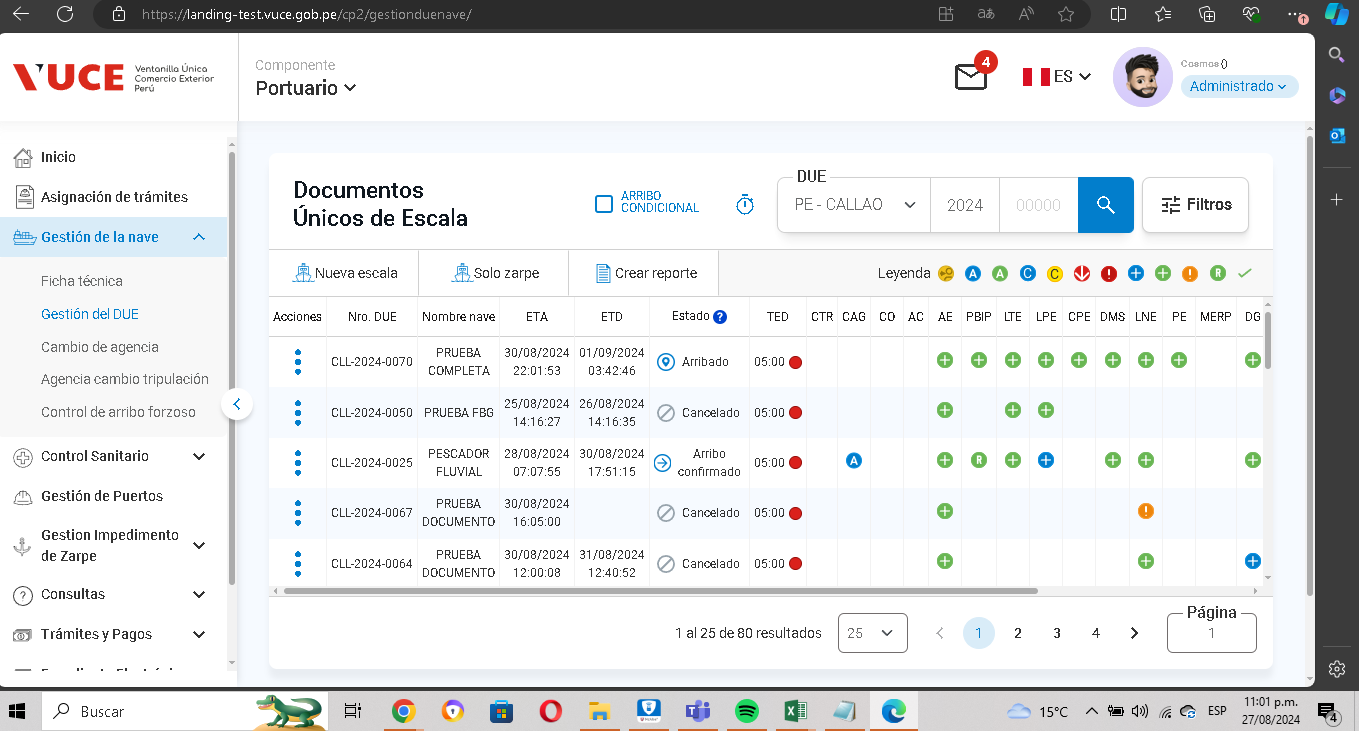 https://landing-test.vuce.gob.pe/cp2/gestionduenave/
VUCE
Ventanilla Única
Comercio Exterior
Perú
Componente
Portuario
4
ES
Cosmos ()
Administrado
Inicio
Asignación de trámites
Gestión de la nave
Ficha técnica
Gestión del DUE
Cambio de agencia
Agencia cambio tripulación
Control de arribo forzoso
Control Sanitario
Gestión de Puertos
Gestion Impedimento
de Zarpe
Consultas
Trámites y Pagos
Documentos
Únicos de Escala
ARRIBO
CONDICIONAL
DUE
PE - CALLAO 2024 00000
Filtros
Nueva escala Solo zarpe Crear reporte
Leyenda A A C C R
Acciones Nro. DUE Nombre nave ETA ETD Estado ? TED CTR CAG CO AC AE PBIP LTE LPE CPE DMS LNE PE MERP DG
CLL-2024-0070 PRUEBA COMPLETA 30/08/2024 22:01:53 01/09/2024 03:42:46 Arribado 05:00
CLL-2024-0050 PRUEBA FBG 25/08/2024 14:16:27 26/08/2024 14:16:35 Cancelado 05:00
CLL-2024-0025 PESCADOR FLUVIAL 28/08/2024 07:07:55 30/08/2024 17:51:15 Arribo confirmado 05:00 A R
CLL-2024-0067 PRUEBA DOCUMENTO 30/08/2024 16:05:00 Cancelado 05:00
CLL-2024-0064 PRUEBA DOCUMENTO 30/08/2024 12:00:08 31/08/2024 12:40:52 Cancelado 05:00
1 al 25 de 80 resultados 25 1 2 3 4
Página
1
Buscar
15°C
ESP
11:01 p.m.
27/08/2024
4